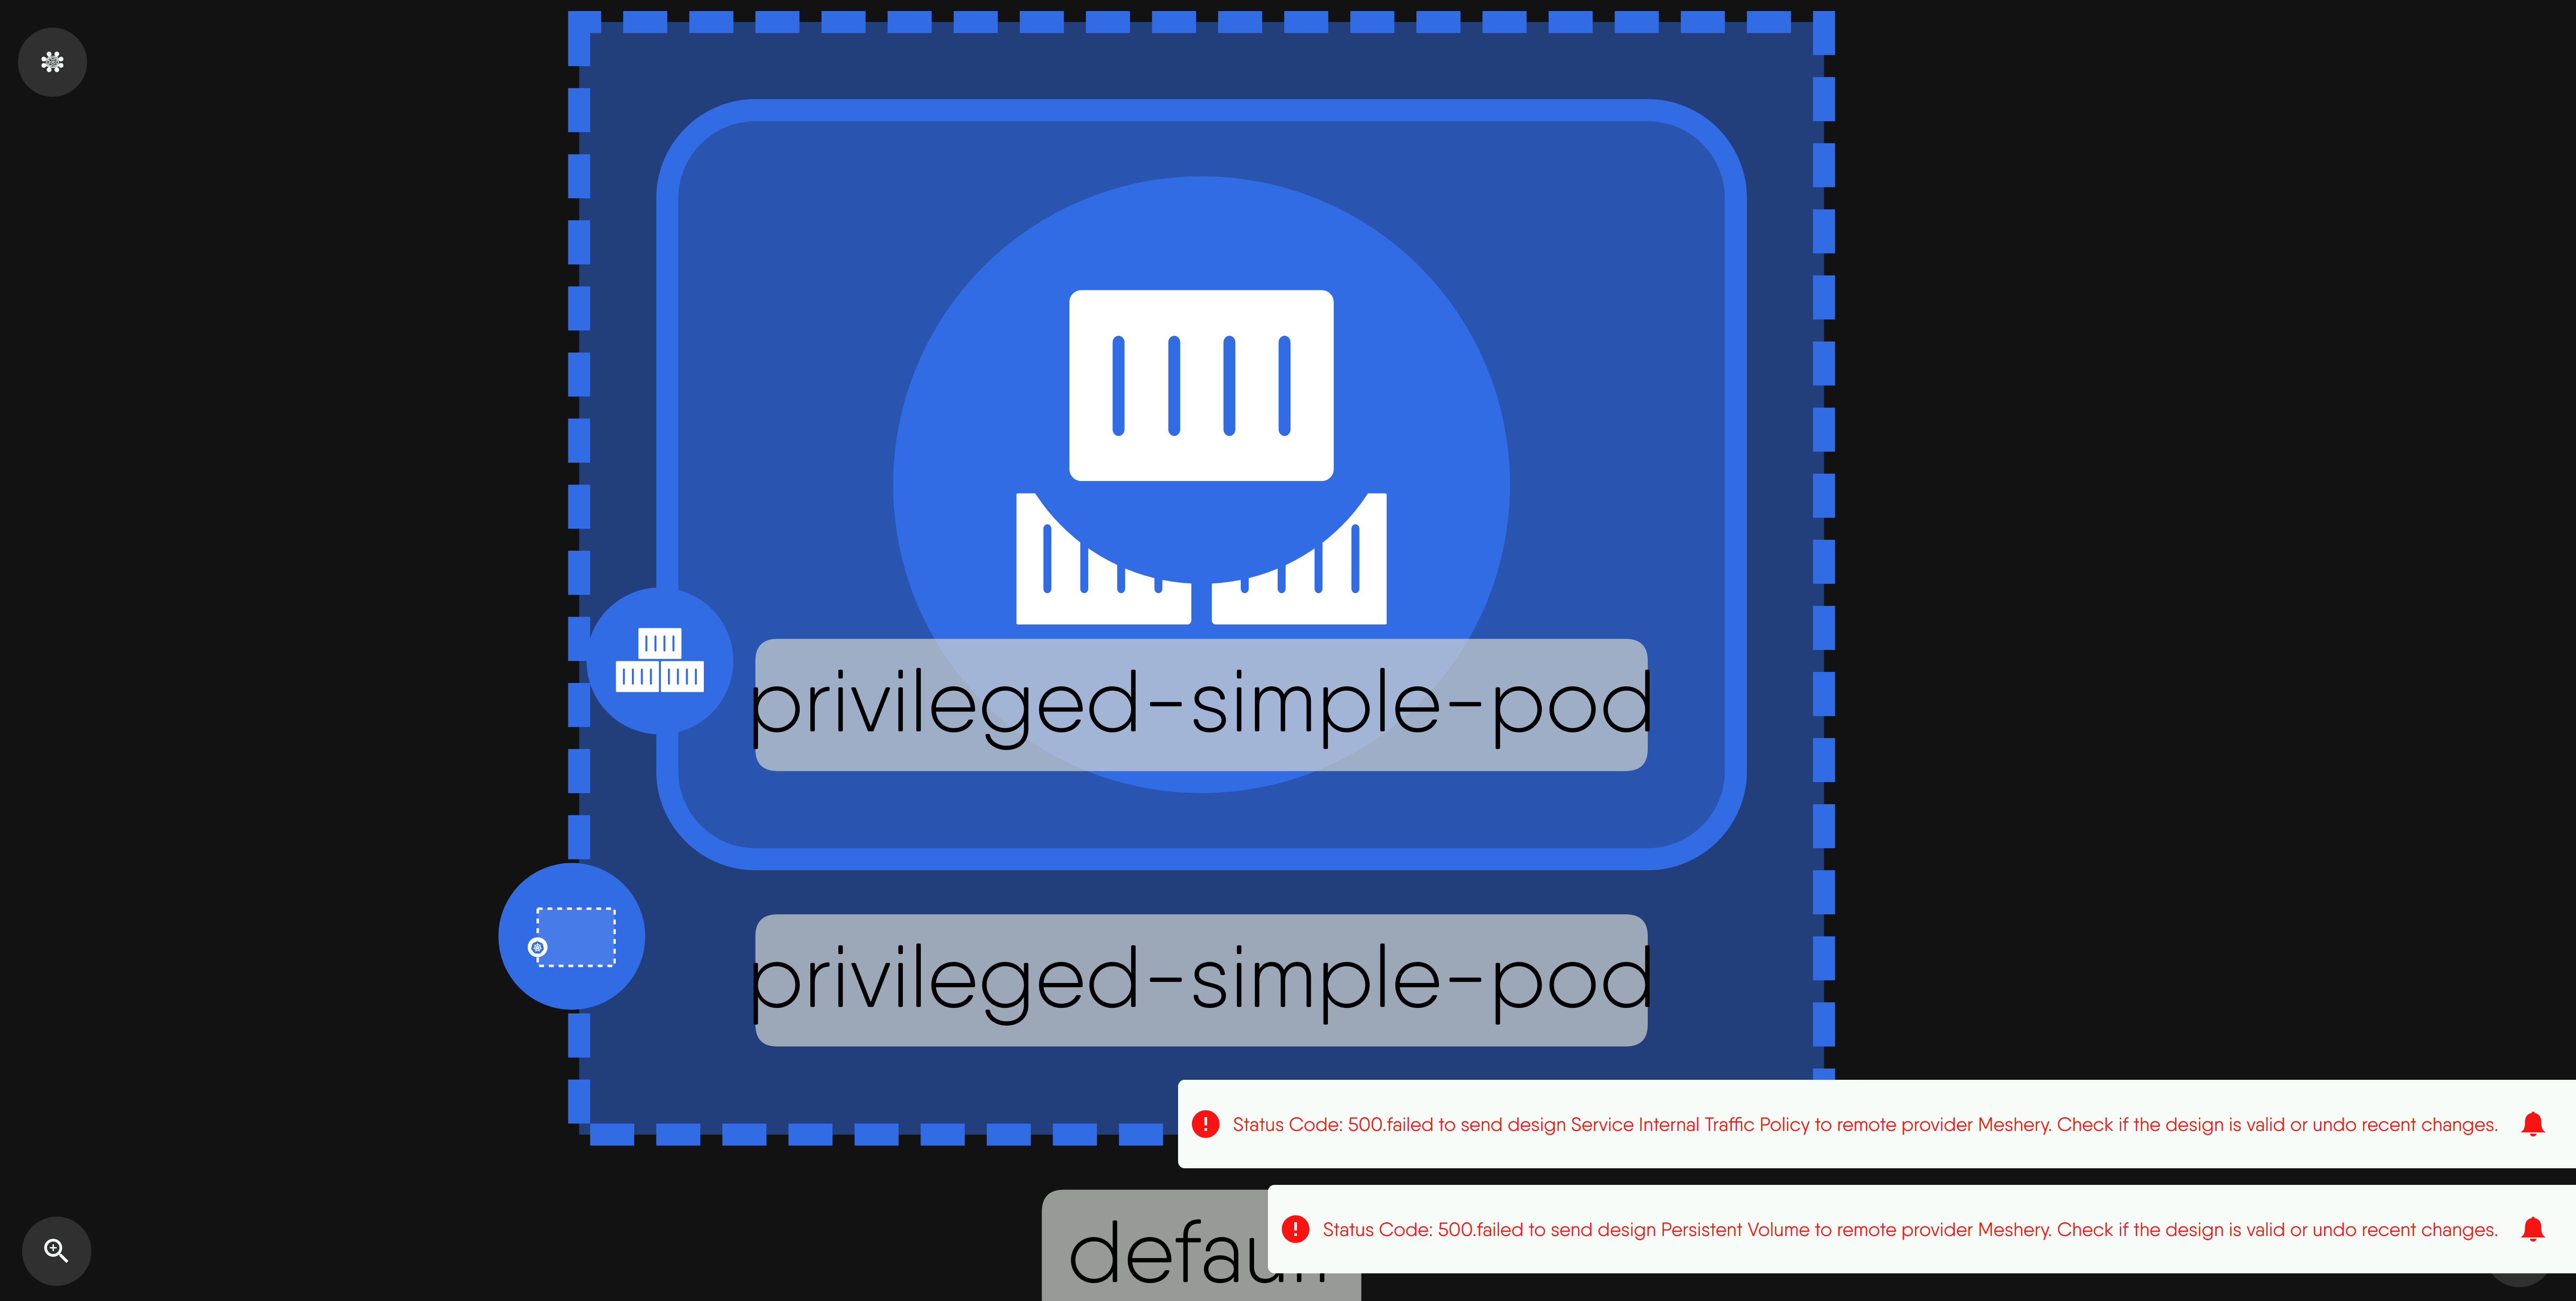 privileged-simple-pod
privileged-simple-pod
Status Code: 500.failed to send design Service Internal Traffic Policy to remote provider Meshery. Check if the design is valid or undo recent changes.
Status Code: 500.failed to send design Persistent Volume to remote provider Meshery. Check if the design is valid or undo recent changes.